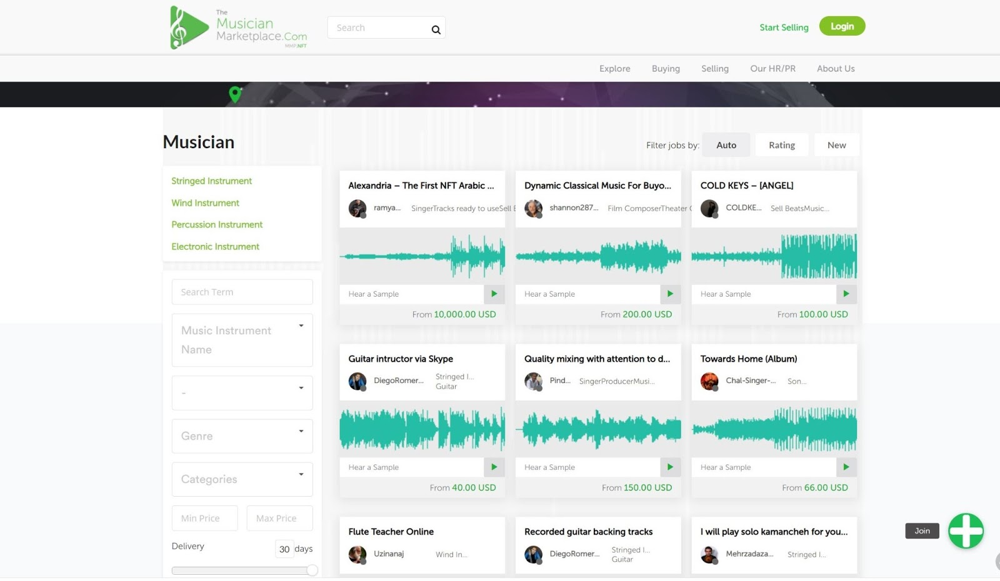 The
Musician
Marketplace.Com
MMP.NFT
Search
Start Selling
Login
Explore
Buying
Selling
Our HR/PR
About Us
Musician
Filter jobs by:
Auto
Rating
New
Stringed Instrument
Wind Instrument
Percussion Instrument
Electronic Instrument
Search Term
Music Instrument
Name
-
Genre
Categories
Min Price
Max Price
Delivery
30 days
Alexandria – The First NFT Arabic ...
ramya...
SingerTracks ready to useSell
Hear a Sample
From 10,000.00 USD
Dynamic Classical Music For Buyo...
shannon287...
Film ComposerTheater
Hear a Sample
From 200.00 USD
COLD KEYS – [ANGEL]
COLDKE...
Sell BeatsMusic...
Hear a Sample
From 100.00 USD
Guitar intructor via Skype
DiegoRomer...
Stringed I...
Guitar
Hear a Sample
From 40.00 USD
Quality mixing with attention to d...
Pind...
SingerProducerMusi...
Hear a Sample
From 150.00 USD
Towards Home (Album)
Chal-Singer-...
Son...
Hear a Sample
From 66.00 USD
Flute Teacher Online
Uzinanaj
Wind In...
Recorded guitar backing tracks
DiegoRomer...
Stringed I...
Guitar
I will play solo kamancheh for you...
Mehrzadaza...
Stringed I...
Join